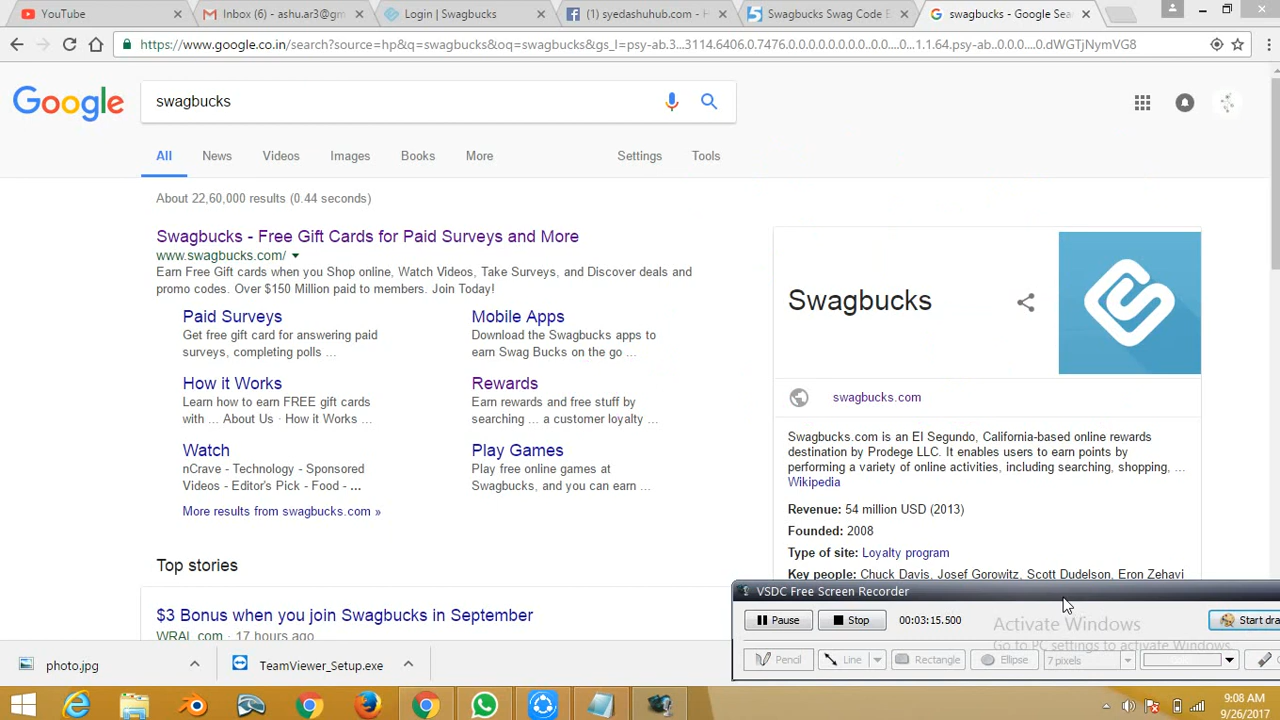 YouTube
Inbox (6) - ashu.ar3@gm
Login | Swagbucks
(1) syedashuhub.com -
Swagbucks Swag Code E
swagbucks - Google Sea
https://www.google.co.in/search?source=hp&q=swagbucks&oq=swagbucks&gs_l=psy-ab.3...3114.6406.0.7476.0.0.0.0.0.0.0.0..0.0....0...1.1.64.psy-ab..0.0.0....0.dWGTjNymVG8
Google
swagbucks
All News Videos Images Books More Settings Tools
About 22,60,000 results (0.44 seconds)
Swagbucks - Free Gift Cards for Paid Surveys and More
www.swagbucks.com/
Earn Free Gift cards when you Shop online, Watch Videos, Take Surveys, and Discover deals and
promo codes. Over $150 Million paid to members. Join Today!
Paid Surveys
Get free gift card for answering paid
surveys, completing polls ...
Mobile Apps
Download the Swagbucks apps to
earn Swag Bucks on the go ...
How it Works
Learn how to earn FREE gift cards
with ... About Us · How it Works ...
Rewards
Earn rewards and free stuff by
searching ... a customer loyalty ...
Watch
nCrave - Technology - Sponsored
Videos - Editor's Pick - Food - ...
Play Games
Play free online games at
Swagbucks, and you can earn ...
More results from swagbucks.com »
Top stories
$3 Bonus when you join Swagbucks in September
WRAL.com - 17 hours ago
Swagbucks
swagbucks.com
Swagbucks.com is an El Segundo, California-based online rewards
destination by Prodege LLC. It enables users to earn points by
performing a variety of online activities, including searching, shopping, ...
Wikipedia
Revenue: 54 million USD (2013)
Founded: 2008
Type of site: Loyalty program
Key people: Chuck Davis, Josef Gorowitz, Scott Dudelson, Eron Zehavi
VSDC Free Screen Recorder
Pause Stop 00:03:15.500 Start dra
Activate Windows
Go to PC settings to activate Windows.
Pencil Line Rectangle Ellipse 7 pixels
photo.jpg
TeamViewer_Setup.exe
9:08 AM
9/26/2017